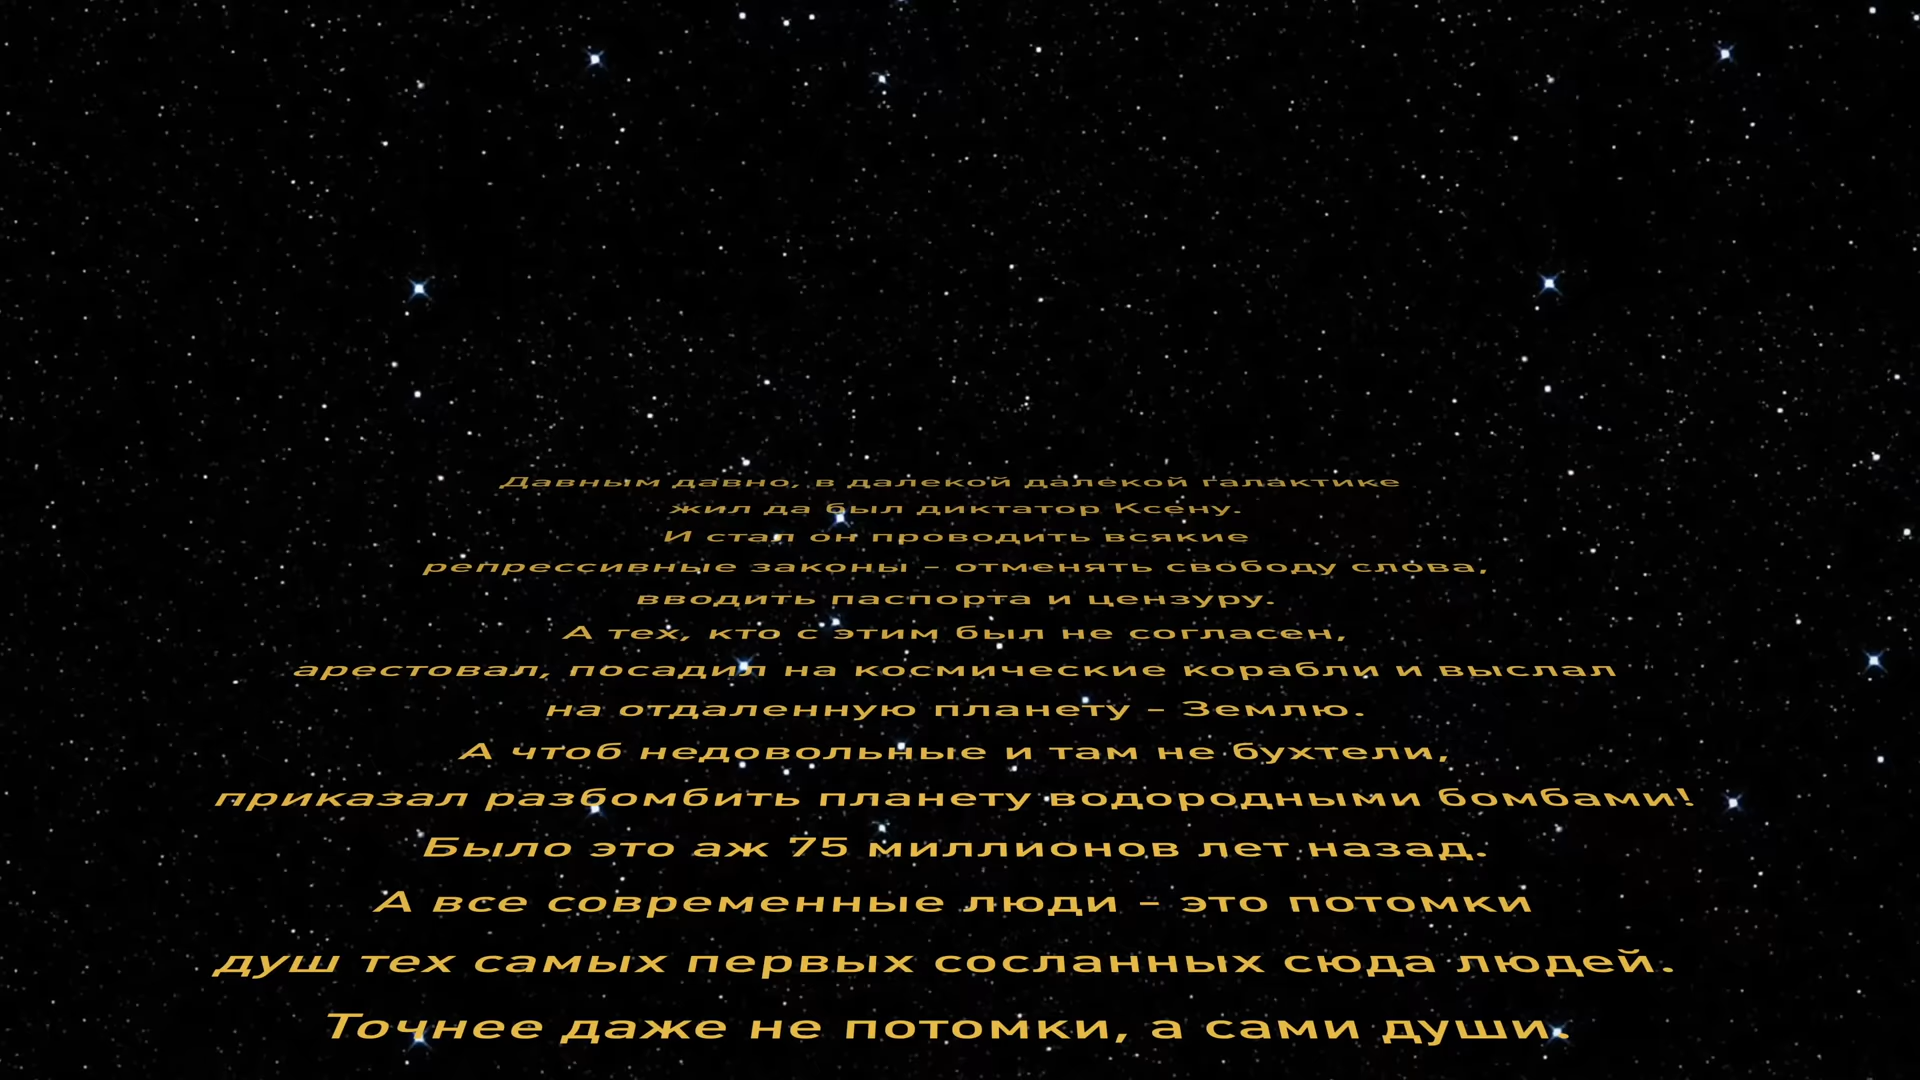 Давным давно, в далекой далекой галактике
жил да был диктатор Ксену.
И стал он проводить всякие
репрессивные законы – отменять свободу слова,
вводить паспорта и цензуру.
А тех, кто с этим был не согласен,
арестовал, посадил на космические корабли и выслал
на отдаленную планету – Землю.
А чтоб недовольные и там не бухтели,
приказал разбомбить планету водородными бомбами!
Было это аж 75 миллионов лет назад.
А все современные люди – это потомки
душ тех самых первых сосланных сюда людей.
Точнее даже не потомки, а сами души.